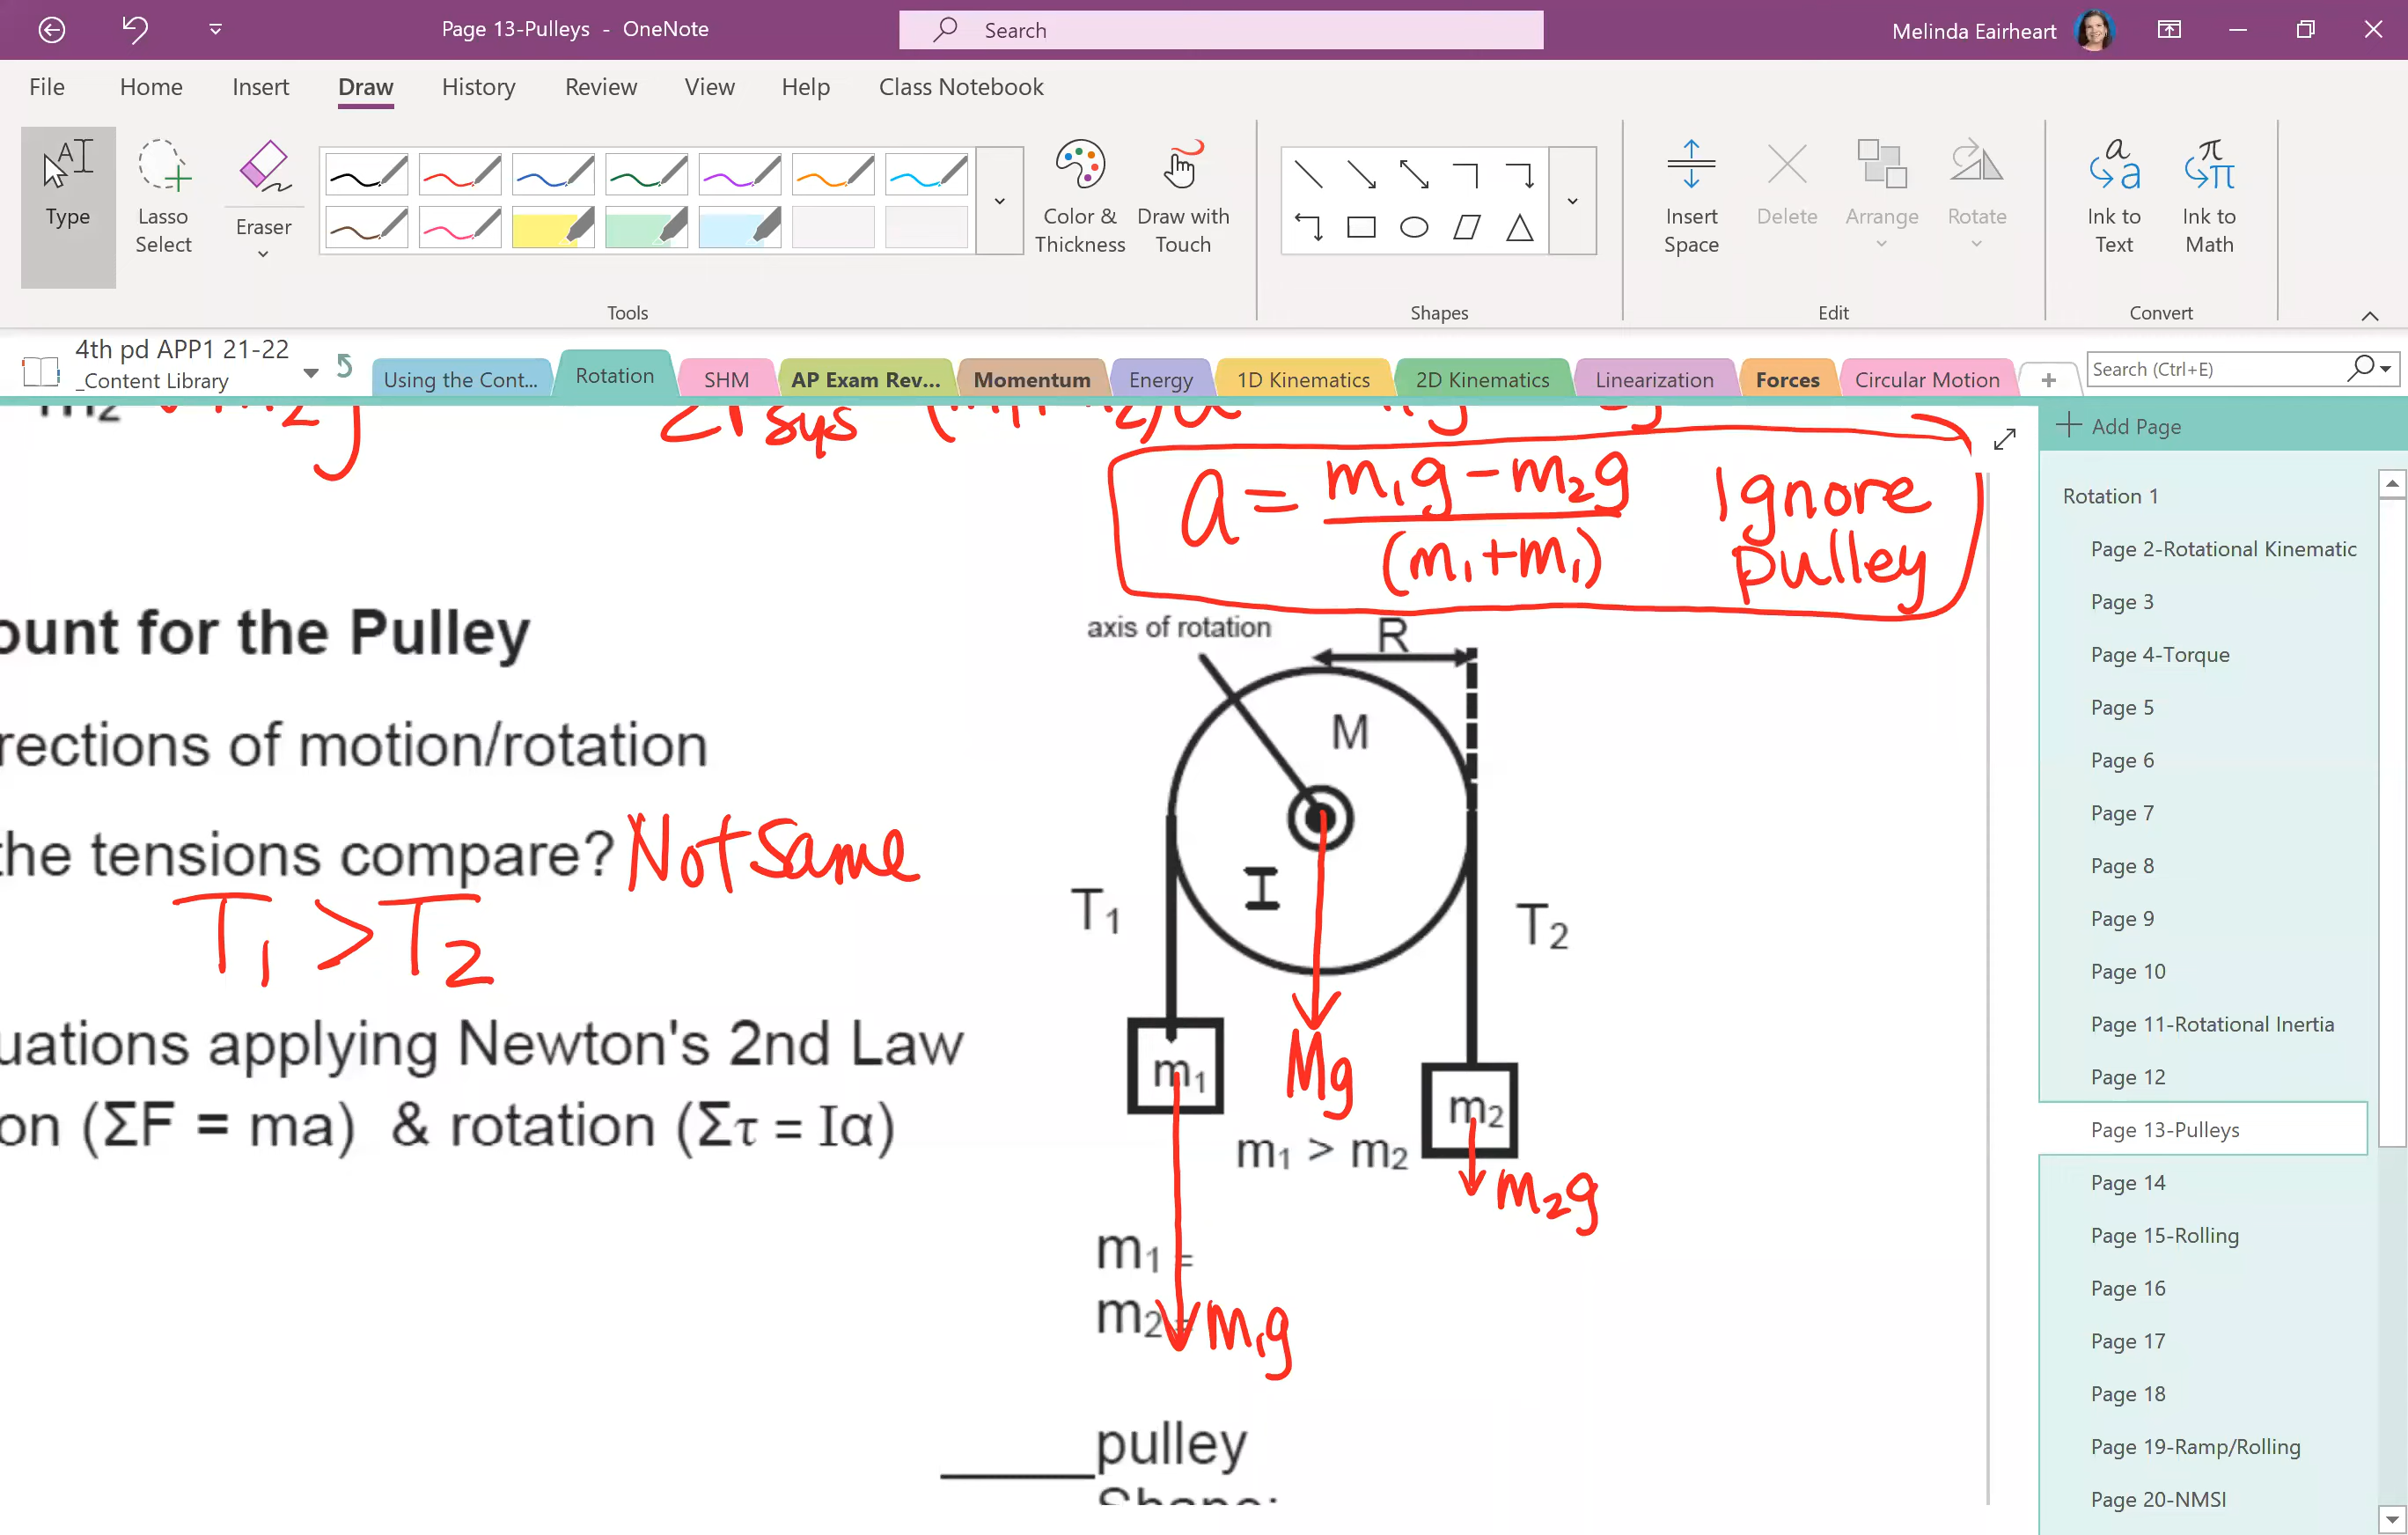 Page 13-Pulleys - OneNote
Search
Melinda Eairheart
File Home Insert Draw History Review View Help Class Notebook
Type
Lasso Select
Eraser
Color & Thickness
Draw with Touch
Insert Space
Delete
Arrange
Rotate
Ink to Text
Ink to Math
Tools Shapes Edit Convert
4th pd APP1 21-22
_Content Library
Using the Cont... Rotation SHM AP Exam Rev... Momentum Energy 1D Kinematics 2D Kinematics Linearization Forces Circular Motion +
Search (Ctrl+E)
Add Page
Rotation 1
Page 2-Rotational Kinematic
Page 3
Page 4-Torque
Page 5
Page 6
Page 7
Page 8
Page 9
Page 10
Page 11-Rotational Inertia
Page 12
Page 13-Pulleys
Page 14
Page 15-Rolling
Page 16
Page 17
Page 18
Page 19-Ramp/Rolling
Page 20-NMSI
a = m₁g - m₂g / (m₁+m₁) Ignore pulley
ount for the Pulley
axis of rotation
R
M
rections of motion/rotation
the tensions compare? Not same
T₁ > T₂
I
T₁
T₂
uations applying Newton's 2nd Law
on (ΣF = ma) & rotation (Στ = Iα)
m₁
Mg
m₂
m₁ > m₂
m₂g
m₁ =
m₂ =
m₁g
pulley